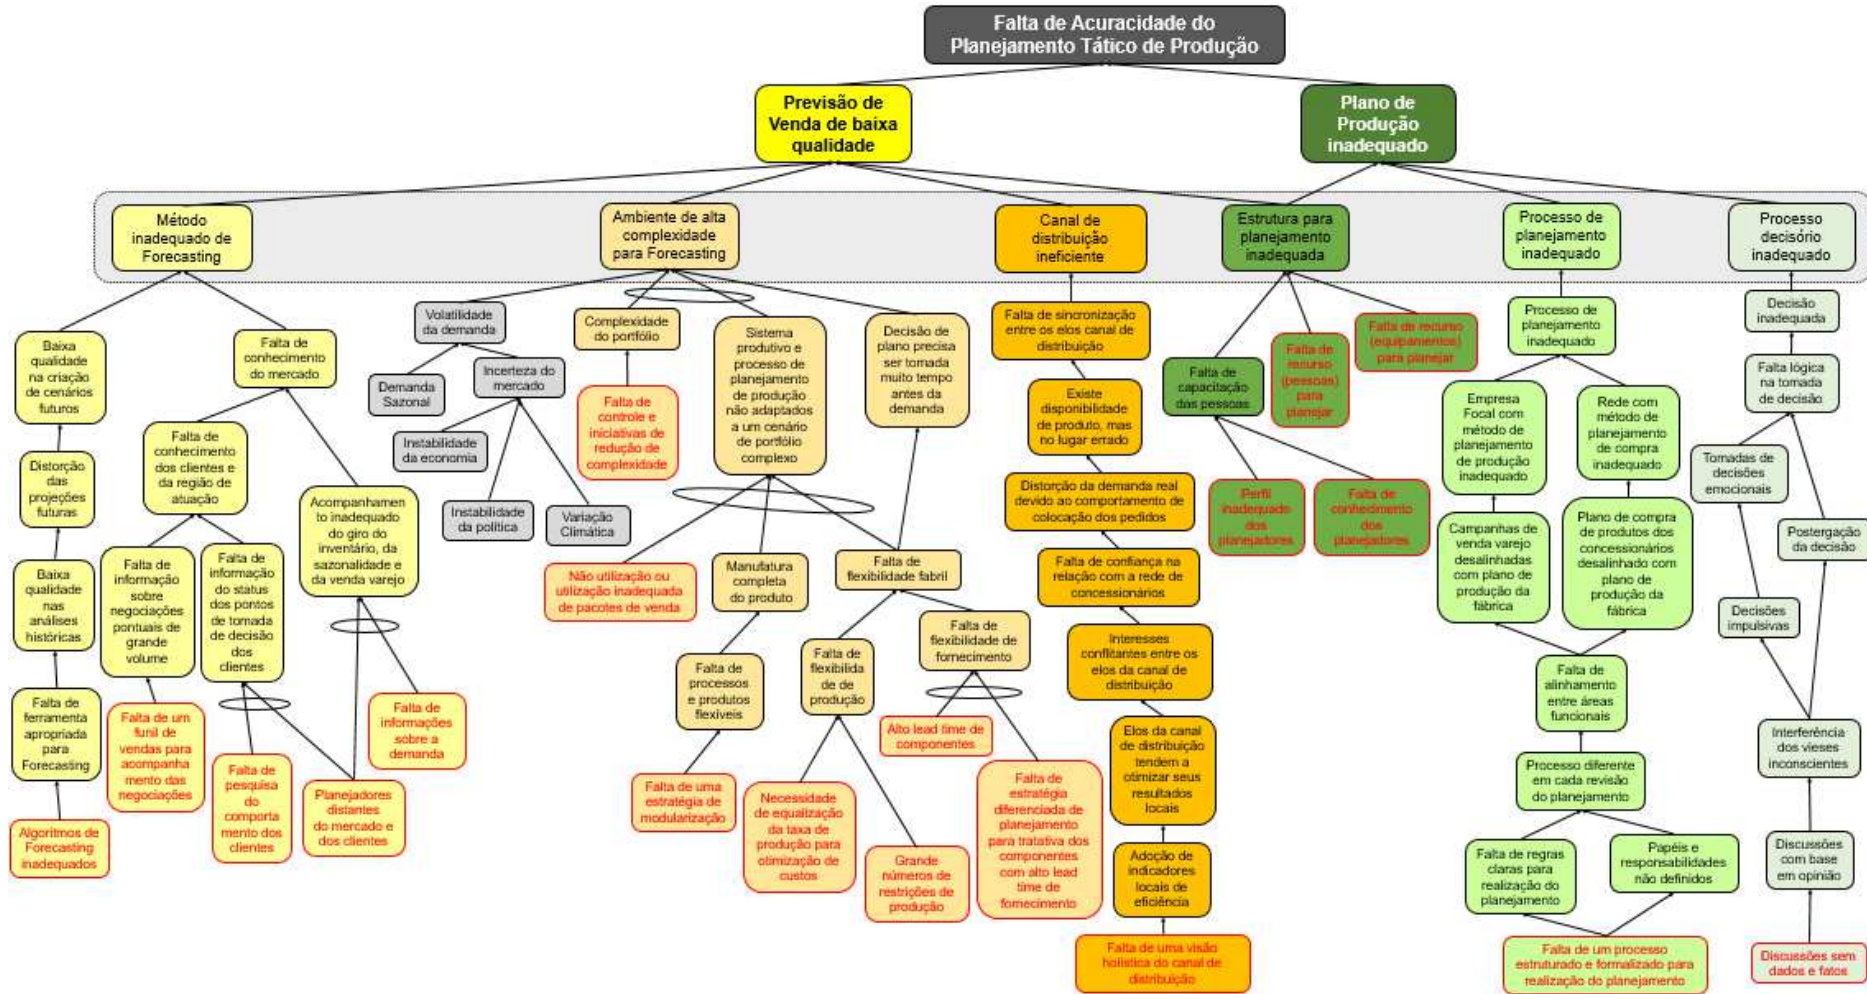 Falta de Acuracidade do
Planejamento Tático de Produção
Previsão de
Venda de baixa
qualidade
Plano de
Produção
inadequado
Método
inadequado de
Forecasting
Ambiente de alta
complexidade
para Forecasting
Canal de
distribuição
ineficiente
Estrutura para
planejamento
inadequada
Processo de
planejamento
inadequado
Processo
decisório
inadequado
Baixa
qualidade
na criação
de cenários
futuros
Falta de
conhecimento
do mercado
Volatilidade
da demanda
Complexidade
do portfólio
Sistema
produtivo e
processo de
planejamento
de produção
não adaptados
a um cenário
de portfólio
complexo
Decisão de
plano precisa
ser tomada
muito tempo
antes da
demanda
Falta de sincronização
entre os elos canal de
distribuição
Falta de
capacitação
das pessoas
Falta de
recurso
(pessoas)
para
planejar
Falta de recurso
(equipamentos)
para planejar
Processo de
planejamento
inadequado
Decisão
inadequada
Demanda
Sazonal
Incerteza do
mercado
Falta de
controle e
iniciativas de
redução de
complexidade
Existe
disponibilidade
de produto, mas
no lugar errado
Empresa
Focal com
método de
planejamento
de produção
inadequado
Rede com
método de
planejamento
de compra
inadequado
Falta lógica
na tomada
de decisão
Distorção
das
projeções
futuras
Falta de
conhecimento
dos clientes e
da região de
atuação
Acompanhamen
to inadequado
do giro do
inventário, da
sazonalidade e
da venda varejo
Instabilidade
da economia
Instabilidade
da política
Variação
Climática
Distorção da demanda real
devido ao comportamento de
colocação dos pedidos
Perfil
inadequado
dos
planejadores
Falta de
conhecimento
dos
planejadores
Campanhas de
venda varejo
desalinhadas
com plano de
produção da
fábrica
Plano de compra
de produtos dos
concessionários
desalinhado com
plano de
produção da
fábrica
Tomadas de
decisões
emocionais
Postergação
da decisão
Baixa
qualidade
nas
análises
históricas
Falta de
informação
sobre
negociações
pontuais de
grande
volume
Falta de
informação
do status
dos pontos
de tomada
de decisão
dos
clientes
Não utilização ou
utilização inadequada
de pacotes de venda
Manufatura
completa
do produto
Falta de
flexibilidade fabril
Falta de confiança na
relação com a rede de
concessionários
Decisões
impulsivas
Falta de
processos
e produtos
flexíveis
Falta de
flexibilida
de de
produção
Falta de
flexibilidade de
fornecimento
Interesses
conflitantes entre os
elos da canal de
distribuição
Falta de
alinhamento
entre áreas
funcionais
Falta de
ferramenta
apropriada
para
Forecasting
Falta de um
funil de
vendas para
acompanha
mento das
negociações
Falta de
pesquisa
do
comporta
mento dos
clientes
Planejadores
distantes
do mercado e
dos clientes
Falta de
informações
sobre a
demanda
Alto lead time de
componentes
Elos da canal
de distribuição
tendem a
otimizar seus
resultados
locais
Processo diferente
em cada revisão
do planejamento
Interferência
dos vieses
inconscientes
Falta de uma
estratégia de
modularização
Necessidade
de equalização
da taxa de
produção para
otimização de
custos
Grande
números de
restrições de
produção
Falta de
estratégia
diferenciada de
planejamento
para tratativa dos
componentes
com alto lead
time de
fornecimento
Algoritmos de
Forecasting
inadequados
Adoção de
indicadores
locais de
eficiência
Falta de regras
claras para
realização do
planejamento
Papéis e
responsabilidades
não definidos
Discussões
com base
em opinião
Falta de uma visão
holística do canal de
distribuição
Falta de um processo
estruturado e formalizado para
realização do planejamento
Discussões sem
dados e fatos